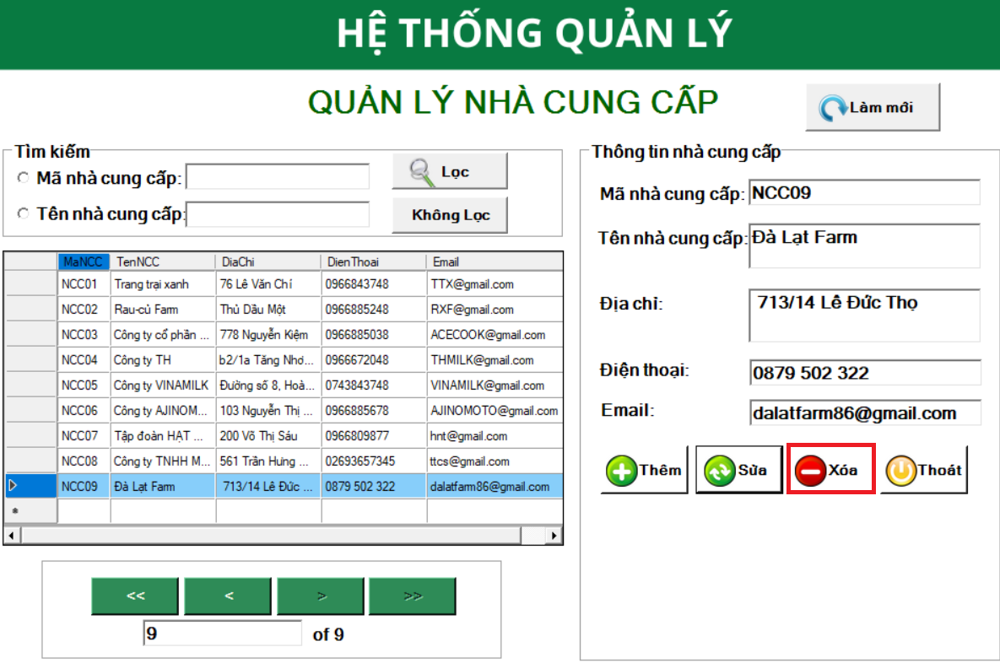 HỆ THỐNG QUẢN LÝ
QUẢN LÝ NHÀ CUNG CẤP
Làm mới
Tìm kiếm
Mã nhà cung cấp:
Lọc
Tên nhà cung cấp:
Không Lọc
MaNCC TenNCC DiaChi DienThoai Email
NCC01 Trang trại xanh 76 Lê Văn Chí 0966843748 TTX@gmail.com
NCC02 Rau-củ Farm Thủ Dầu Một 0966885248 RXF@gmail.com
NCC03 Công ty cổ phần ... 778 Nguyễn Kiệm 0966885038 ACECOOK@gmail.com
NCC04 Công ty TH b2/1a Tăng Nhơ... 0966672048 THMILK@gmail.com
NCC05 Công ty VINAMILK Đường số 8, Hoà... 0743843748 VINAMILK@gmail.com
NCC06 Công ty AJINOM... 103 Nguyễn Thị ... 0966885678 AJINOMOTO@gmail.com
NCC07 Tập đoàn HẠT ... 200 Võ Thị Sáu 0966809877 hnt@gmail.com
NCC08 Công ty TNHH M... 561 Trần Hưng ... 02693657345 ttcs@gmail.com
NCC09 Đà Lạt Farm 713/14 Lê Đức ... 0879 502 322 dalatfarm86@gmail.com
*
<< < > >>
9 of 9
Thông tin nhà cung cấp
Mã nhà cung cấp: NCC09
Tên nhà cung cấp: Đà Lạt Farm
Địa chỉ: 713/14 Lê Đức Thọ
Điện thoại: 0879 502 322
Email: dalatfarm86@gmail.com
Thêm Sửa Xóa Thoát